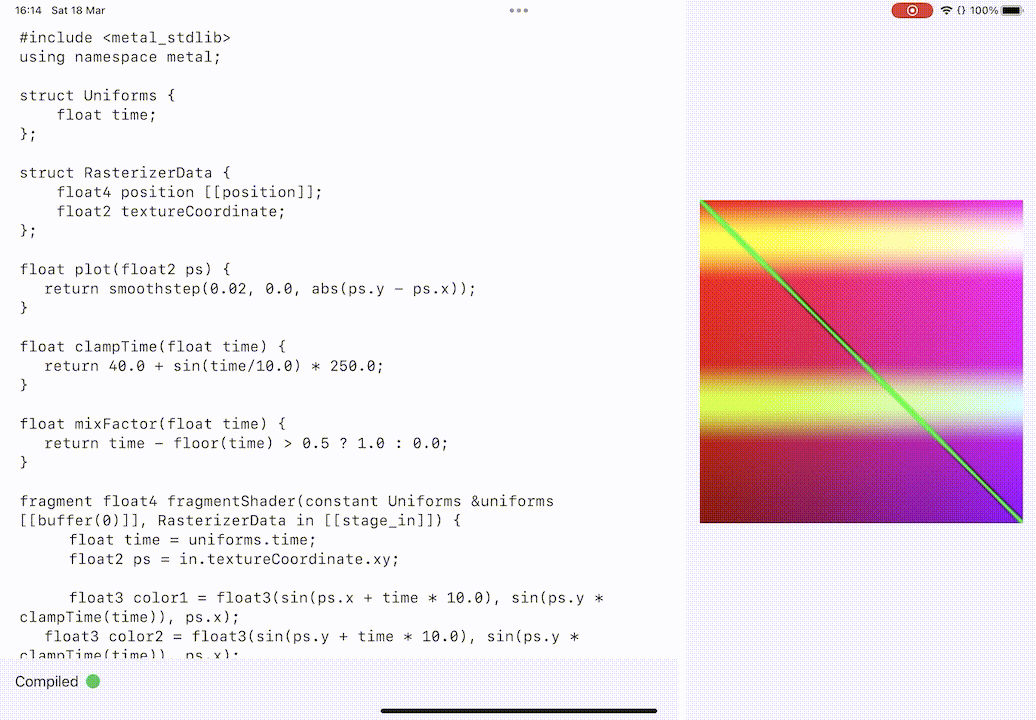 16:14 Sat 18 Mar
100%
#include <metal_stdlib>
using namespace metal;
struct Uniforms {
float time;
};
struct RasterizerData {
float4 position [[position]];
float2 textureCoordinate;
};
float plot(float2 ps) {
return smoothstep(0.02, 0.0, abs(ps.y – ps.x));
}
float clampTime(float time) {
return 40.0 + sin(time/10.0) * 250.0;
}
float mixFactor(float time) {
return time – floor(time) > 0.5 ? 1.0 : 0.0;
}
fragment float4 fragmentShader(constant Uniforms &uniforms
[[buffer(0)]], RasterizerData in [[stage_in]]) {
float time = uniforms.time;
float2 ps = in.textureCoordinate.xy;
float3 color1 = float3(sin(ps.x + time * 10.0), sin(ps.y *
clampTime(time)), ps.x);
float3 color2 = float3(sin(ps.y + time * 10.0), sin(ps.y *
clampTime(time)), ps.x);
Compiled